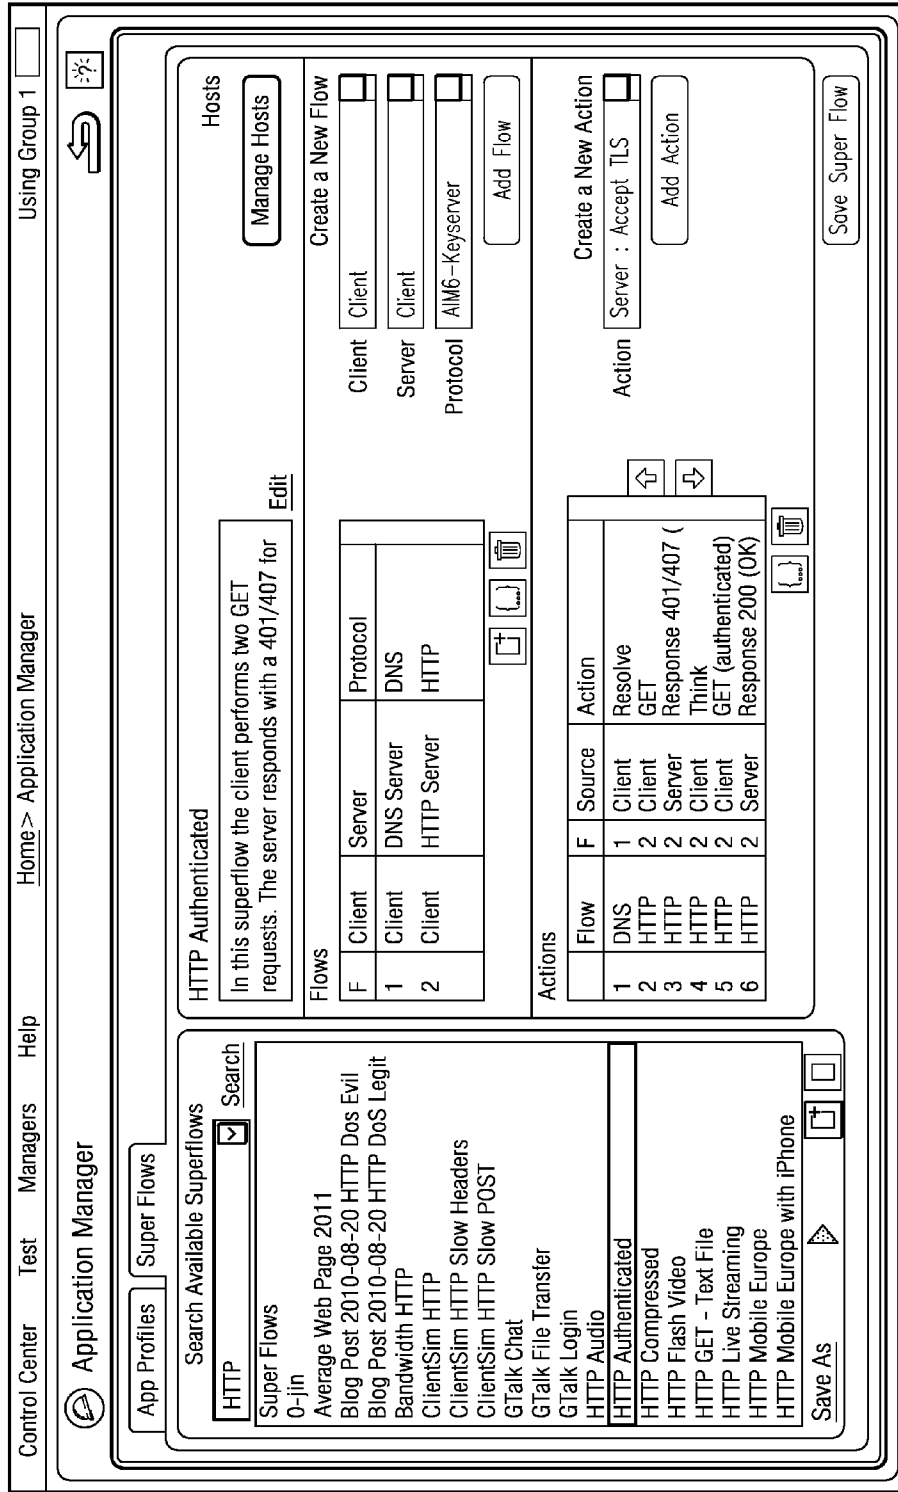 Control Center Test Managers Help Home> Application Manager Using Group 1
Application Manager
App Profiles Super Flows
Search Available Superflows
HTTP Search
Super Flows
0-jin
Average Web Page 2011
Blog Post 2010-08-20 HTTP Dos Evil
Blog Post 2010-08-20 HTTP DoS Legit
Bandwidth HTTP
ClientSim HTTP
ClientSim HTTP Slow Headers
ClientSim HTTP Slow POST
GTalk Chat
GTalk File Transfer
GTalk Login
HTTP Audio
HTTP Authenticated
HTTP Compressed
HTTP Flash Video
HTTP GET - Text File
HTTP Live Streaming
HTTP Mobile Europe
HTTP Mobile Europe with iPhone
Save As
HTTP Authenticated
In this superflow the client performs two GET
requests. The server responds with a 401/407 for
Edit
Hosts
Manage Hosts
Flows
F Client Server Protocol
1 Client DNS Server DNS
2 Client HTTP Server HTTP
{...}
Create a New Flow
Client Client
Server Client
Protocol AIM6-Keyserver
Add Flow
Actions
Flow F Source Action
1 DNS 1 Client Resolve
2 HTTP 2 Client GET
3 HTTP 2 Server Response 401/407 (
4 HTTP 2 Client Think
5 HTTP 2 Client GET (authenticated)
6 HTTP 2 Server Response 200 (OK)
{...}
Create a New Action
Action Server : Accept TLS
Add Action
Save Super Flow